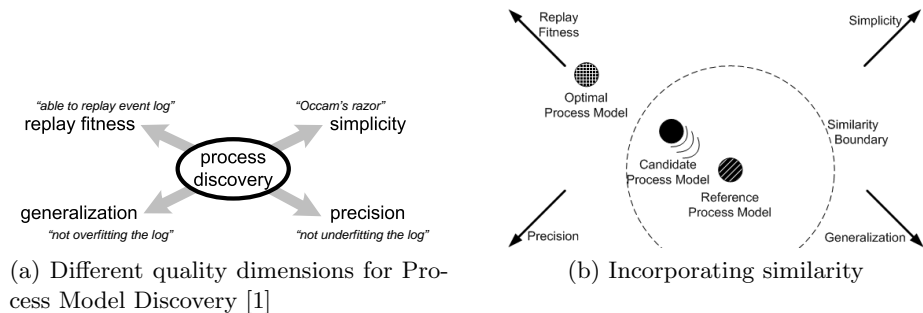 “able to replay event log”
replay fitness
“Occam’s razor”
simplicity
process
discovery
generalization
“not overfitting the log”
precision
“not underfitting the log”
(a) Different quality dimensions for Pro-
cess Model Discovery [1]
Replay
Fitness
Simplicity
Optimal
Process Model
Similarity
Boundary
Candidate
Process Model
Reference
Process Model
Precision
Generalization
(b) Incorporating similarity